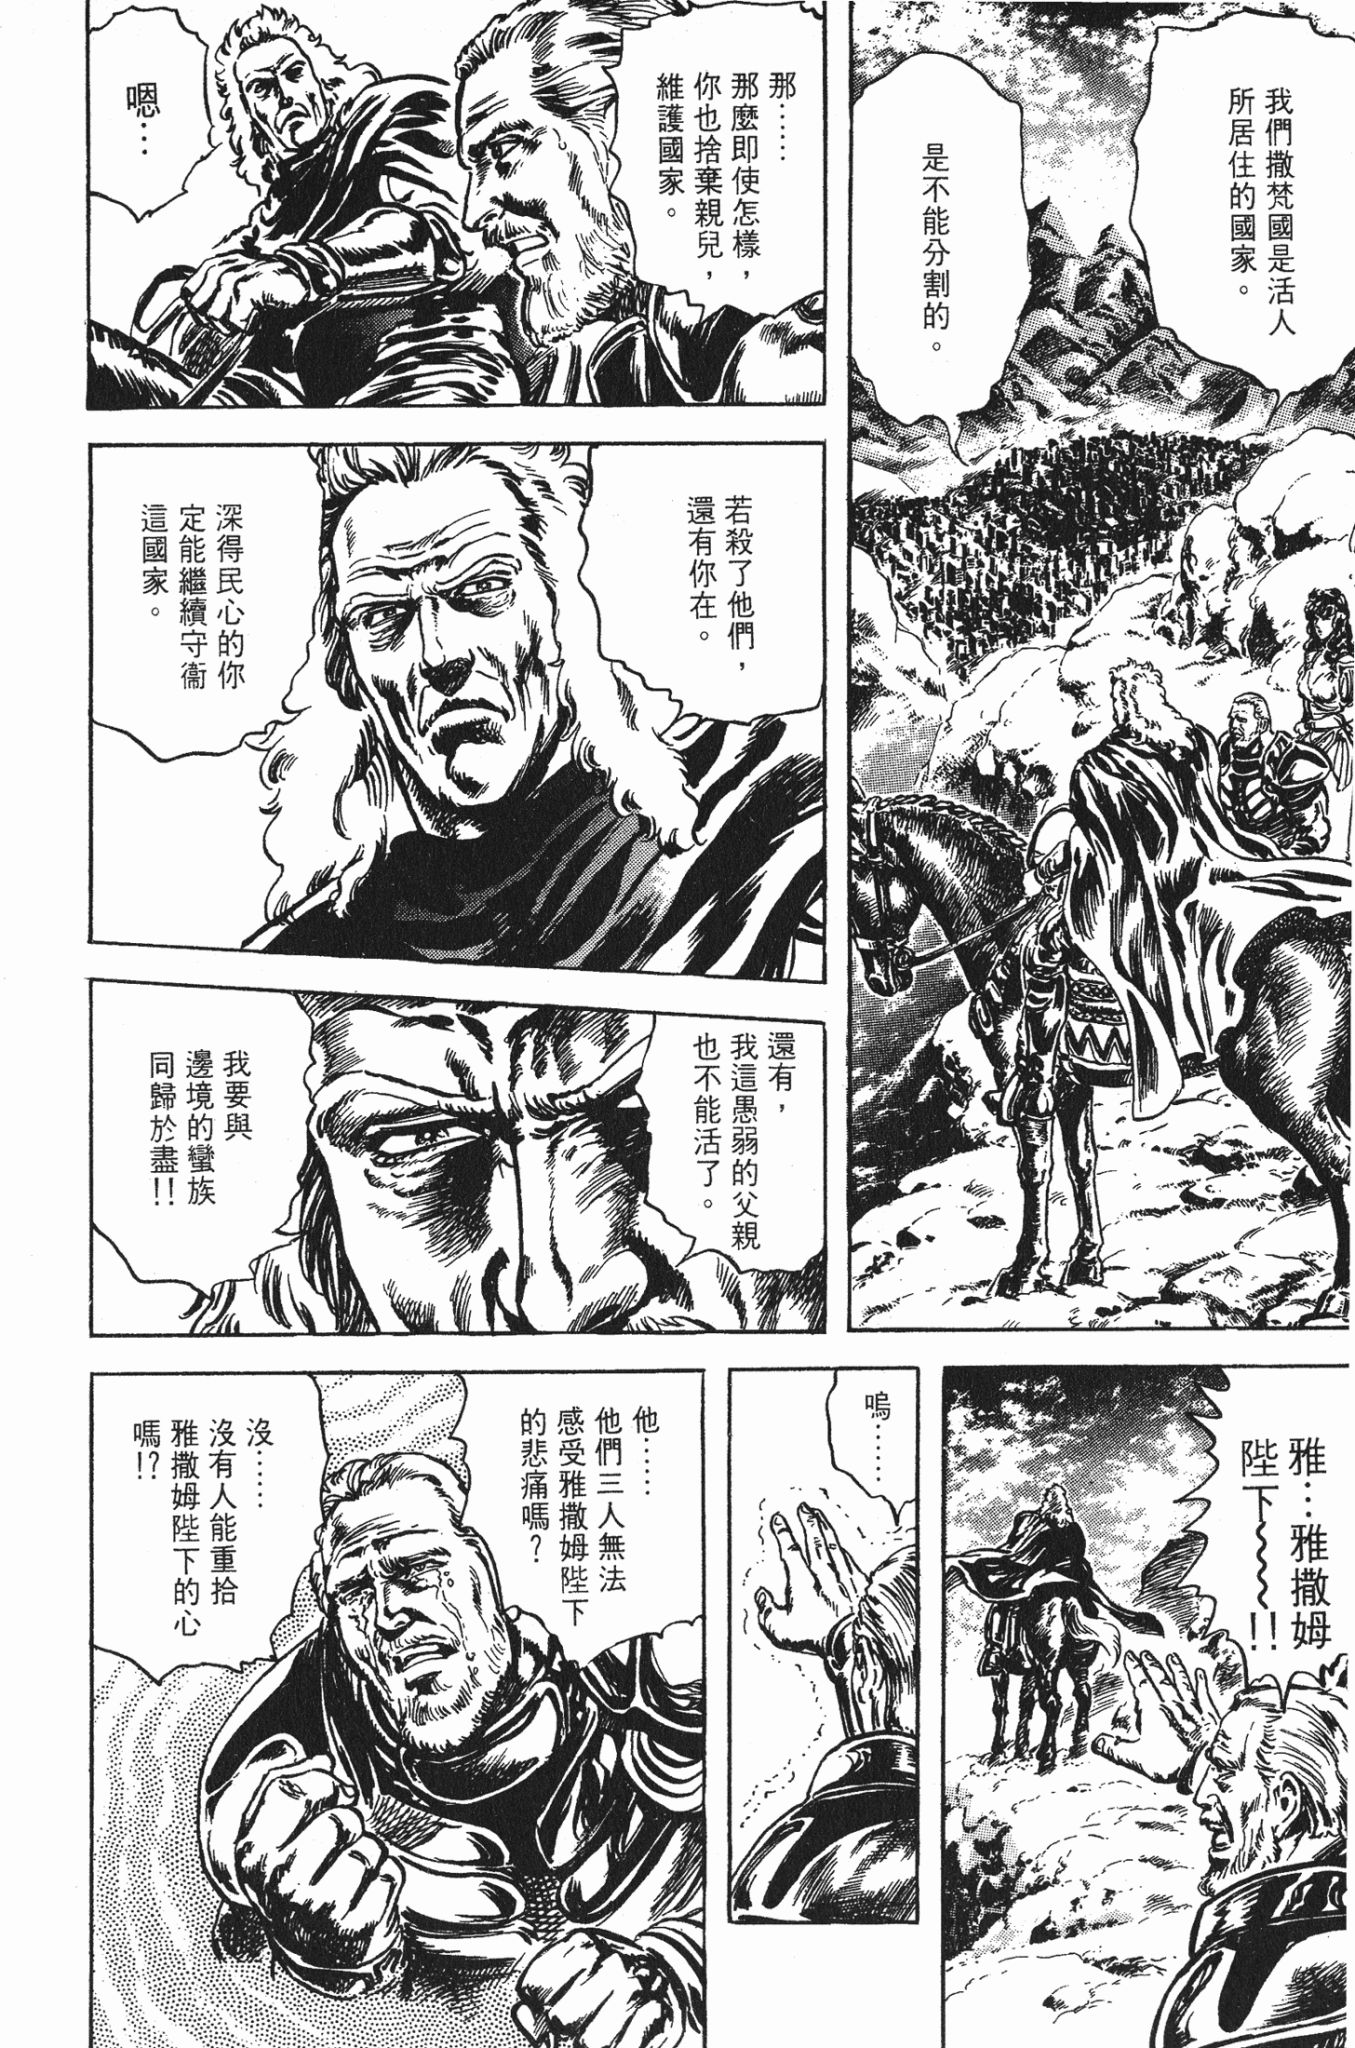 我們撒梵國是活人
所居住的國家。
是不能分割的。
那……
那麼即使怎樣，
你也捨棄親兒，
維護國家。
嗯…
若殺了他們，
還有你在。
深得民心的你
定能繼續守衞
這國家。
還有，
我這愚弱的父親
也不能活了。
我要與
邊境的蠻族
同歸於盡!!
雅…雅撒姆
陛下~~~!!
嗚……
他……
他們三人無法
感受雅撒姆陛下
的悲痛嗎?
沒……
沒有人能重拾
雅撒姆陛下的心
嗎!?